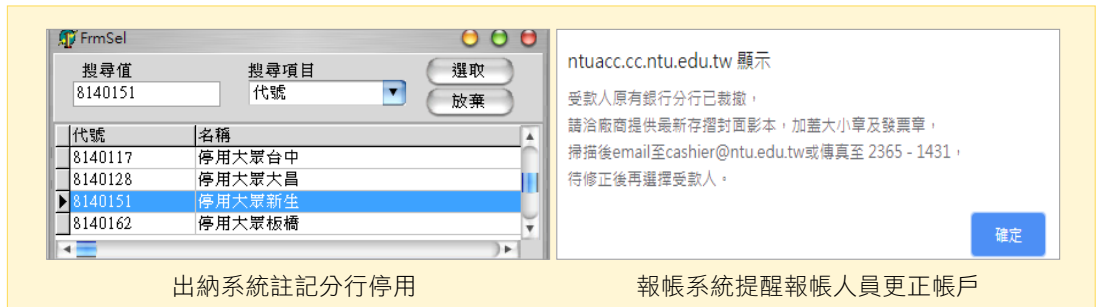 FrmSel
搜尋值 搜尋項目 選取
8140151 代號 放棄
代號 名稱
8140117 停用大眾台中
8140128 停用大眾大昌
8140151 停用大眾新生
8140162 停用大眾板橋
出納系統註記分行停用
ntuacc.cc.ntu.edu.tw 顯示
受款人原有銀行分行已裁撤，
請洽廠商提供最新存摺封面影本，加蓋大小章及發票章，
掃描後email至cashier@ntu.edu.tw或傳真至 2365 - 1431，
待修正後再選擇受款人。
確定
報帳系統提醒報帳人員更正帳戶